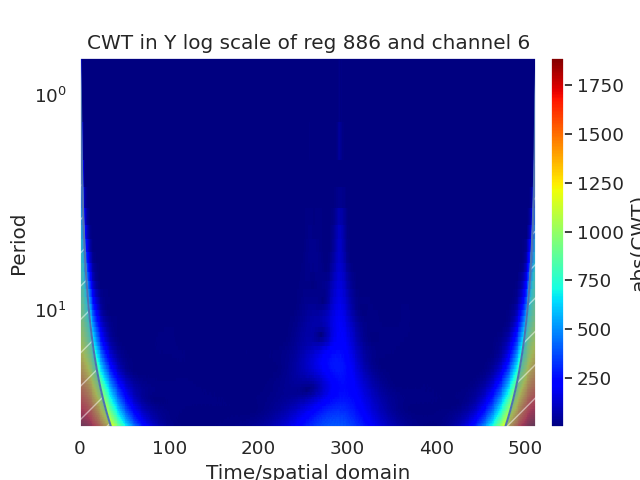 CWT in Y log scale of reg 886 and channel 6
10⁰
10¹
Period
0 100 200 300 400 500
Time/spatial domain
1750
1500
1250
1000
750
500
250
abs(CWT)